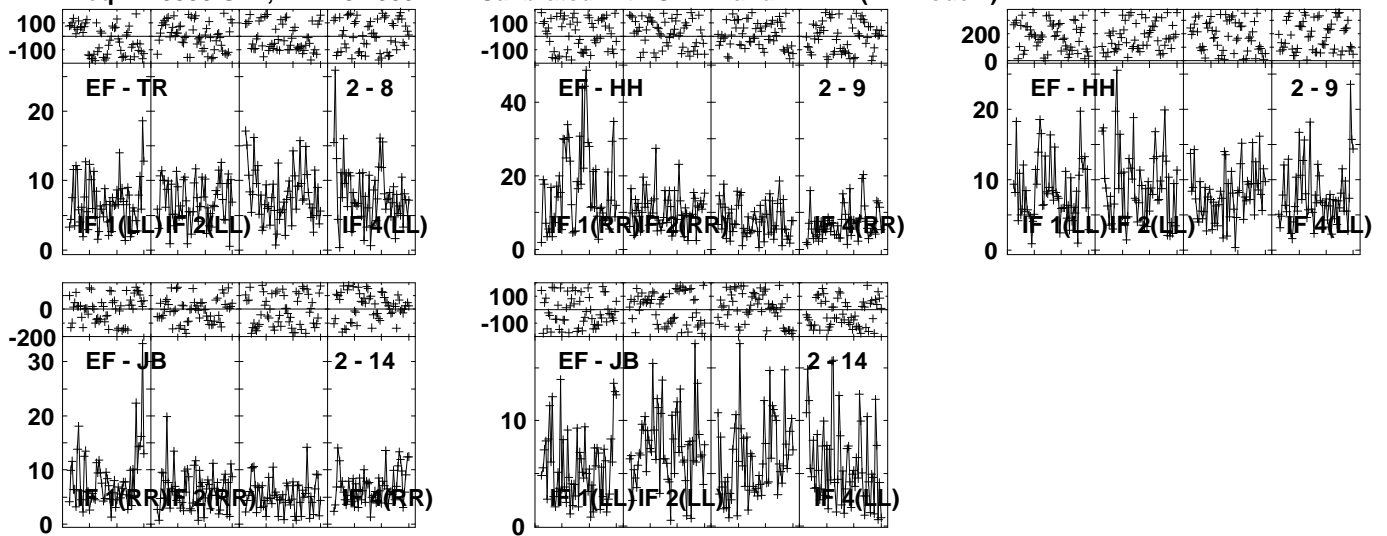 100
-100
EF - TR 2 - 8
20
10
0
IF 1(LL) IF 2(LL) IF 4(LL)
100
-100
EF - HH 2 - 9
40
20
0
IF 1(RR) IF 2(RR) IF 4(RR)
200
0
EF - HH 2 - 9
20
10
0
IF 1(LL) IF 2(LL) IF 4(LL)
0
-200
EF - JB 2 - 14
30
20
10
0
IF 1(RR) IF 2(RR) IF 4(RR)
100
-100
EF - JB 2 - 14
10
0
IF 1(LL) IF 2(LL) IF 4(LL)